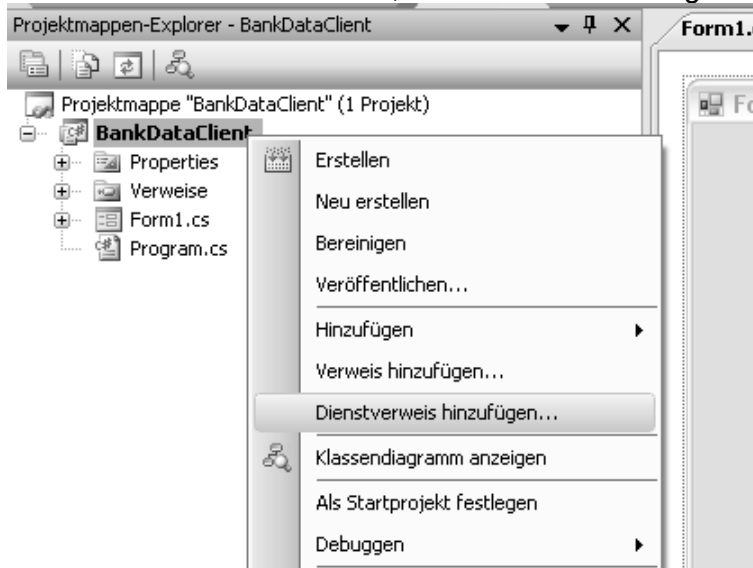 Projektmappen-Explorer - BankDataClient
Form1.
Projektmappe "BankDataClient" (1 Projekt)
BankDataClient
Properties
Verweise
Form1.cs
Program.cs
Erstellen
Neu erstellen
Bereinigen
Veröffentlichen...
Hinzufügen
Verweis hinzufügen...
Dienstverweis hinzufügen...
Klassendiagramm anzeigen
Als Startprojekt festlegen
Debuggen
Fo